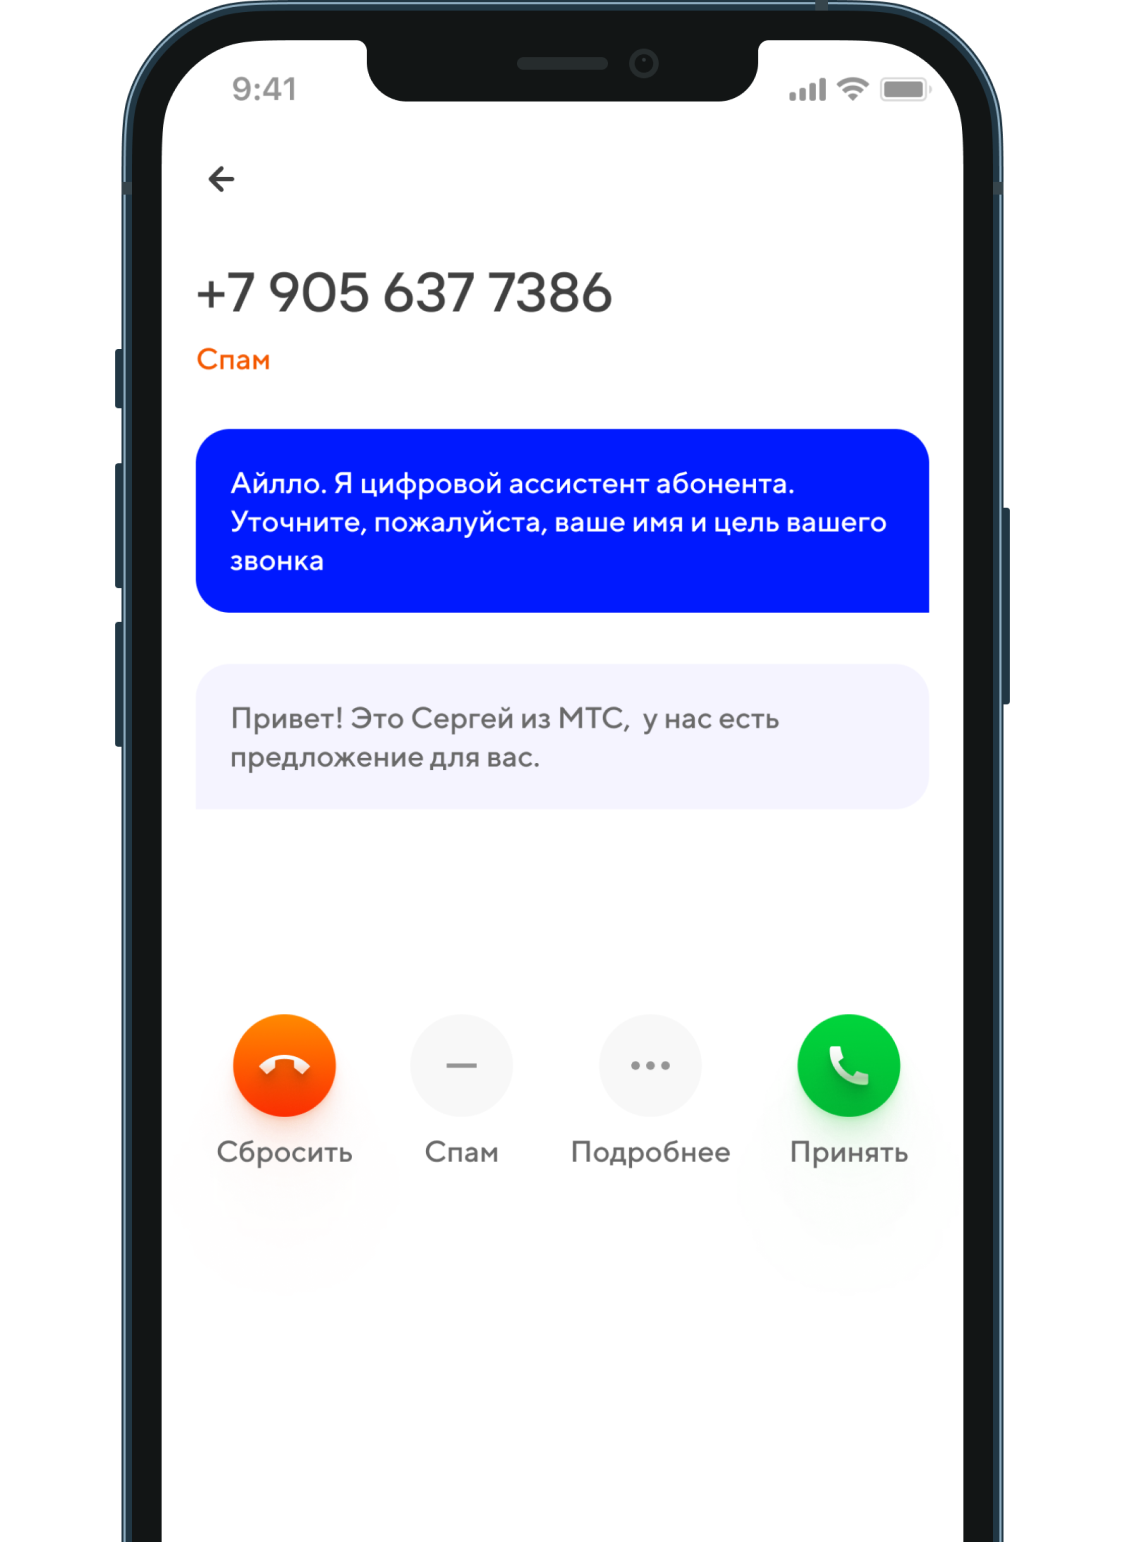 9:41
+7 905 637 7386
Спам
Айлло. Я цифровой ассистент абонента.
Уточните, пожалуйста, ваше имя и цель вашего
звонка
Привет! Это Сергей из МТС, у нас есть
предложение для вас.
Сбросить
Спам
Подробнее
Принять